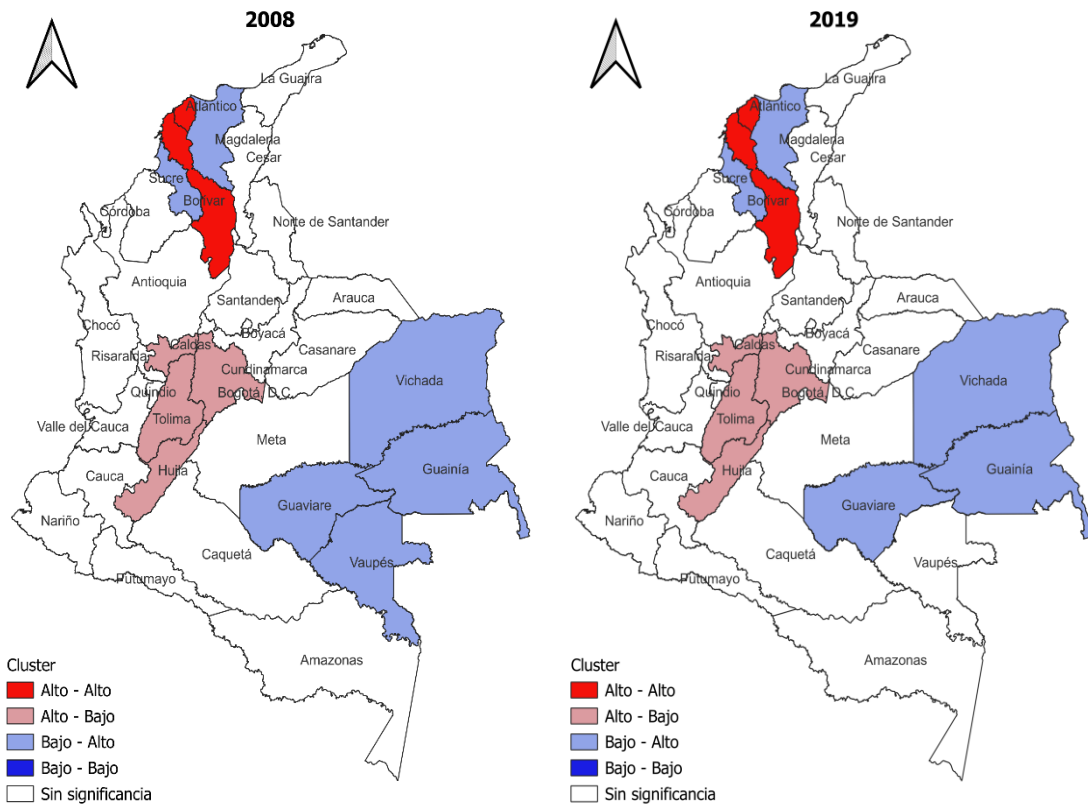 2008
La Guajira
Atlántico
Magdalena
Cesar
Sucre
Bolívar
Córdoba
Norte de Santander
Antioquia
Santander
Arauca
Chocó
Boyacá
Caldas
Risaralda
Casanare
Cundinamarca
Quindio
Bogotá, D.C.
Vichada
Tolima
Valle del Cauca
Meta
Cauca
Hujla
Guainía
Guaviare
Nariño
Caquetá
Vaupés
Putumayo
Amazonas
Cluster
Alto - Alto
Alto - Bajo
Bajo - Alto
Bajo - Bajo
Sin significancia
2019
La Guajira
Atlántico
Magdalena
Cesar
Sucre
Bolívar
Córdoba
Norte de Santander
Antioquia
Santander
Arauca
Chocó
Boyacá
Caldas
Risaralda
Casanare
Cundinamarca
Quindio
Bogotá, D.C.
Vichada
Tolima
Valle del Cauca
Meta
Cauca
Hujla
Guainía
Guaviare
Nariño
Caquetá
Vaupés
Putumayo
Amazonas
Cluster
Alto - Alto
Alto - Bajo
Bajo - Alto
Bajo - Bajo
Sin significancia